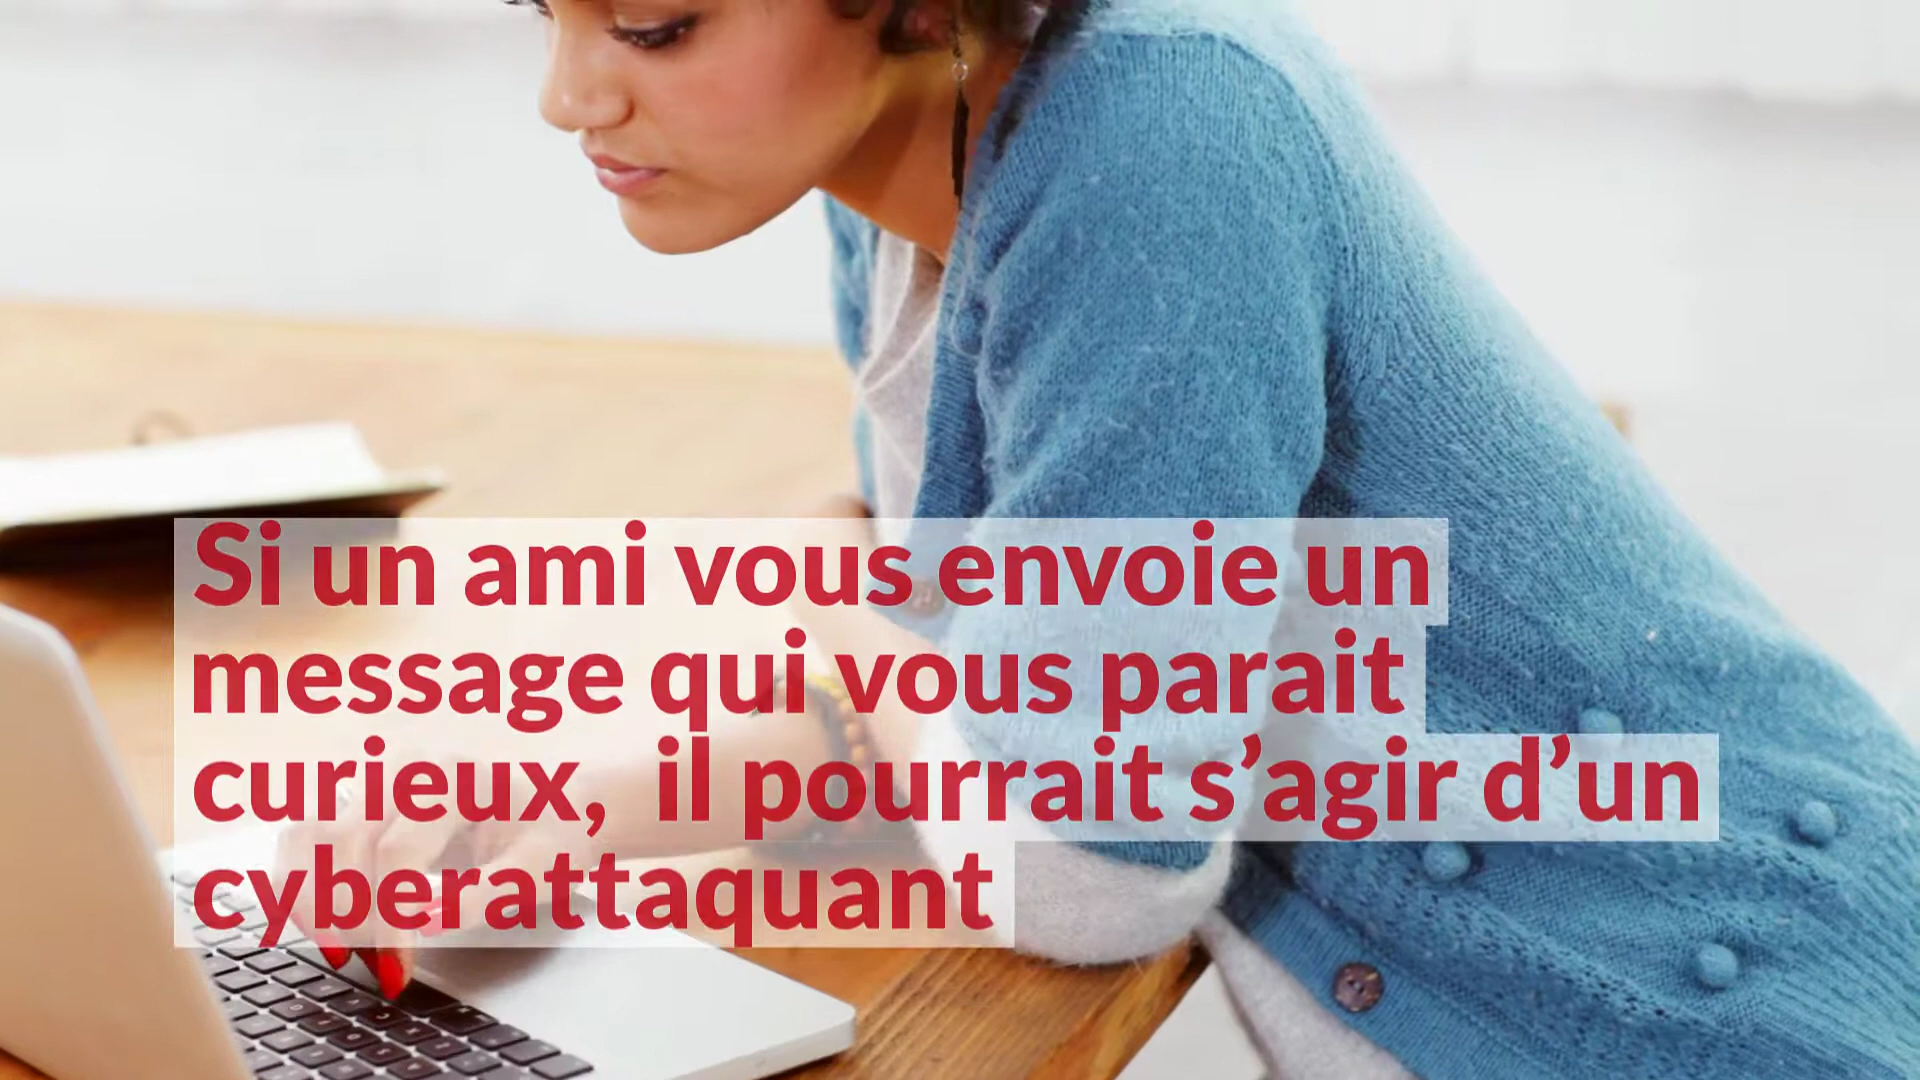 Si un ami vous envoie un
message qui vous parait
curieux,  il pourrait s’agir d’un
cyberattaquant